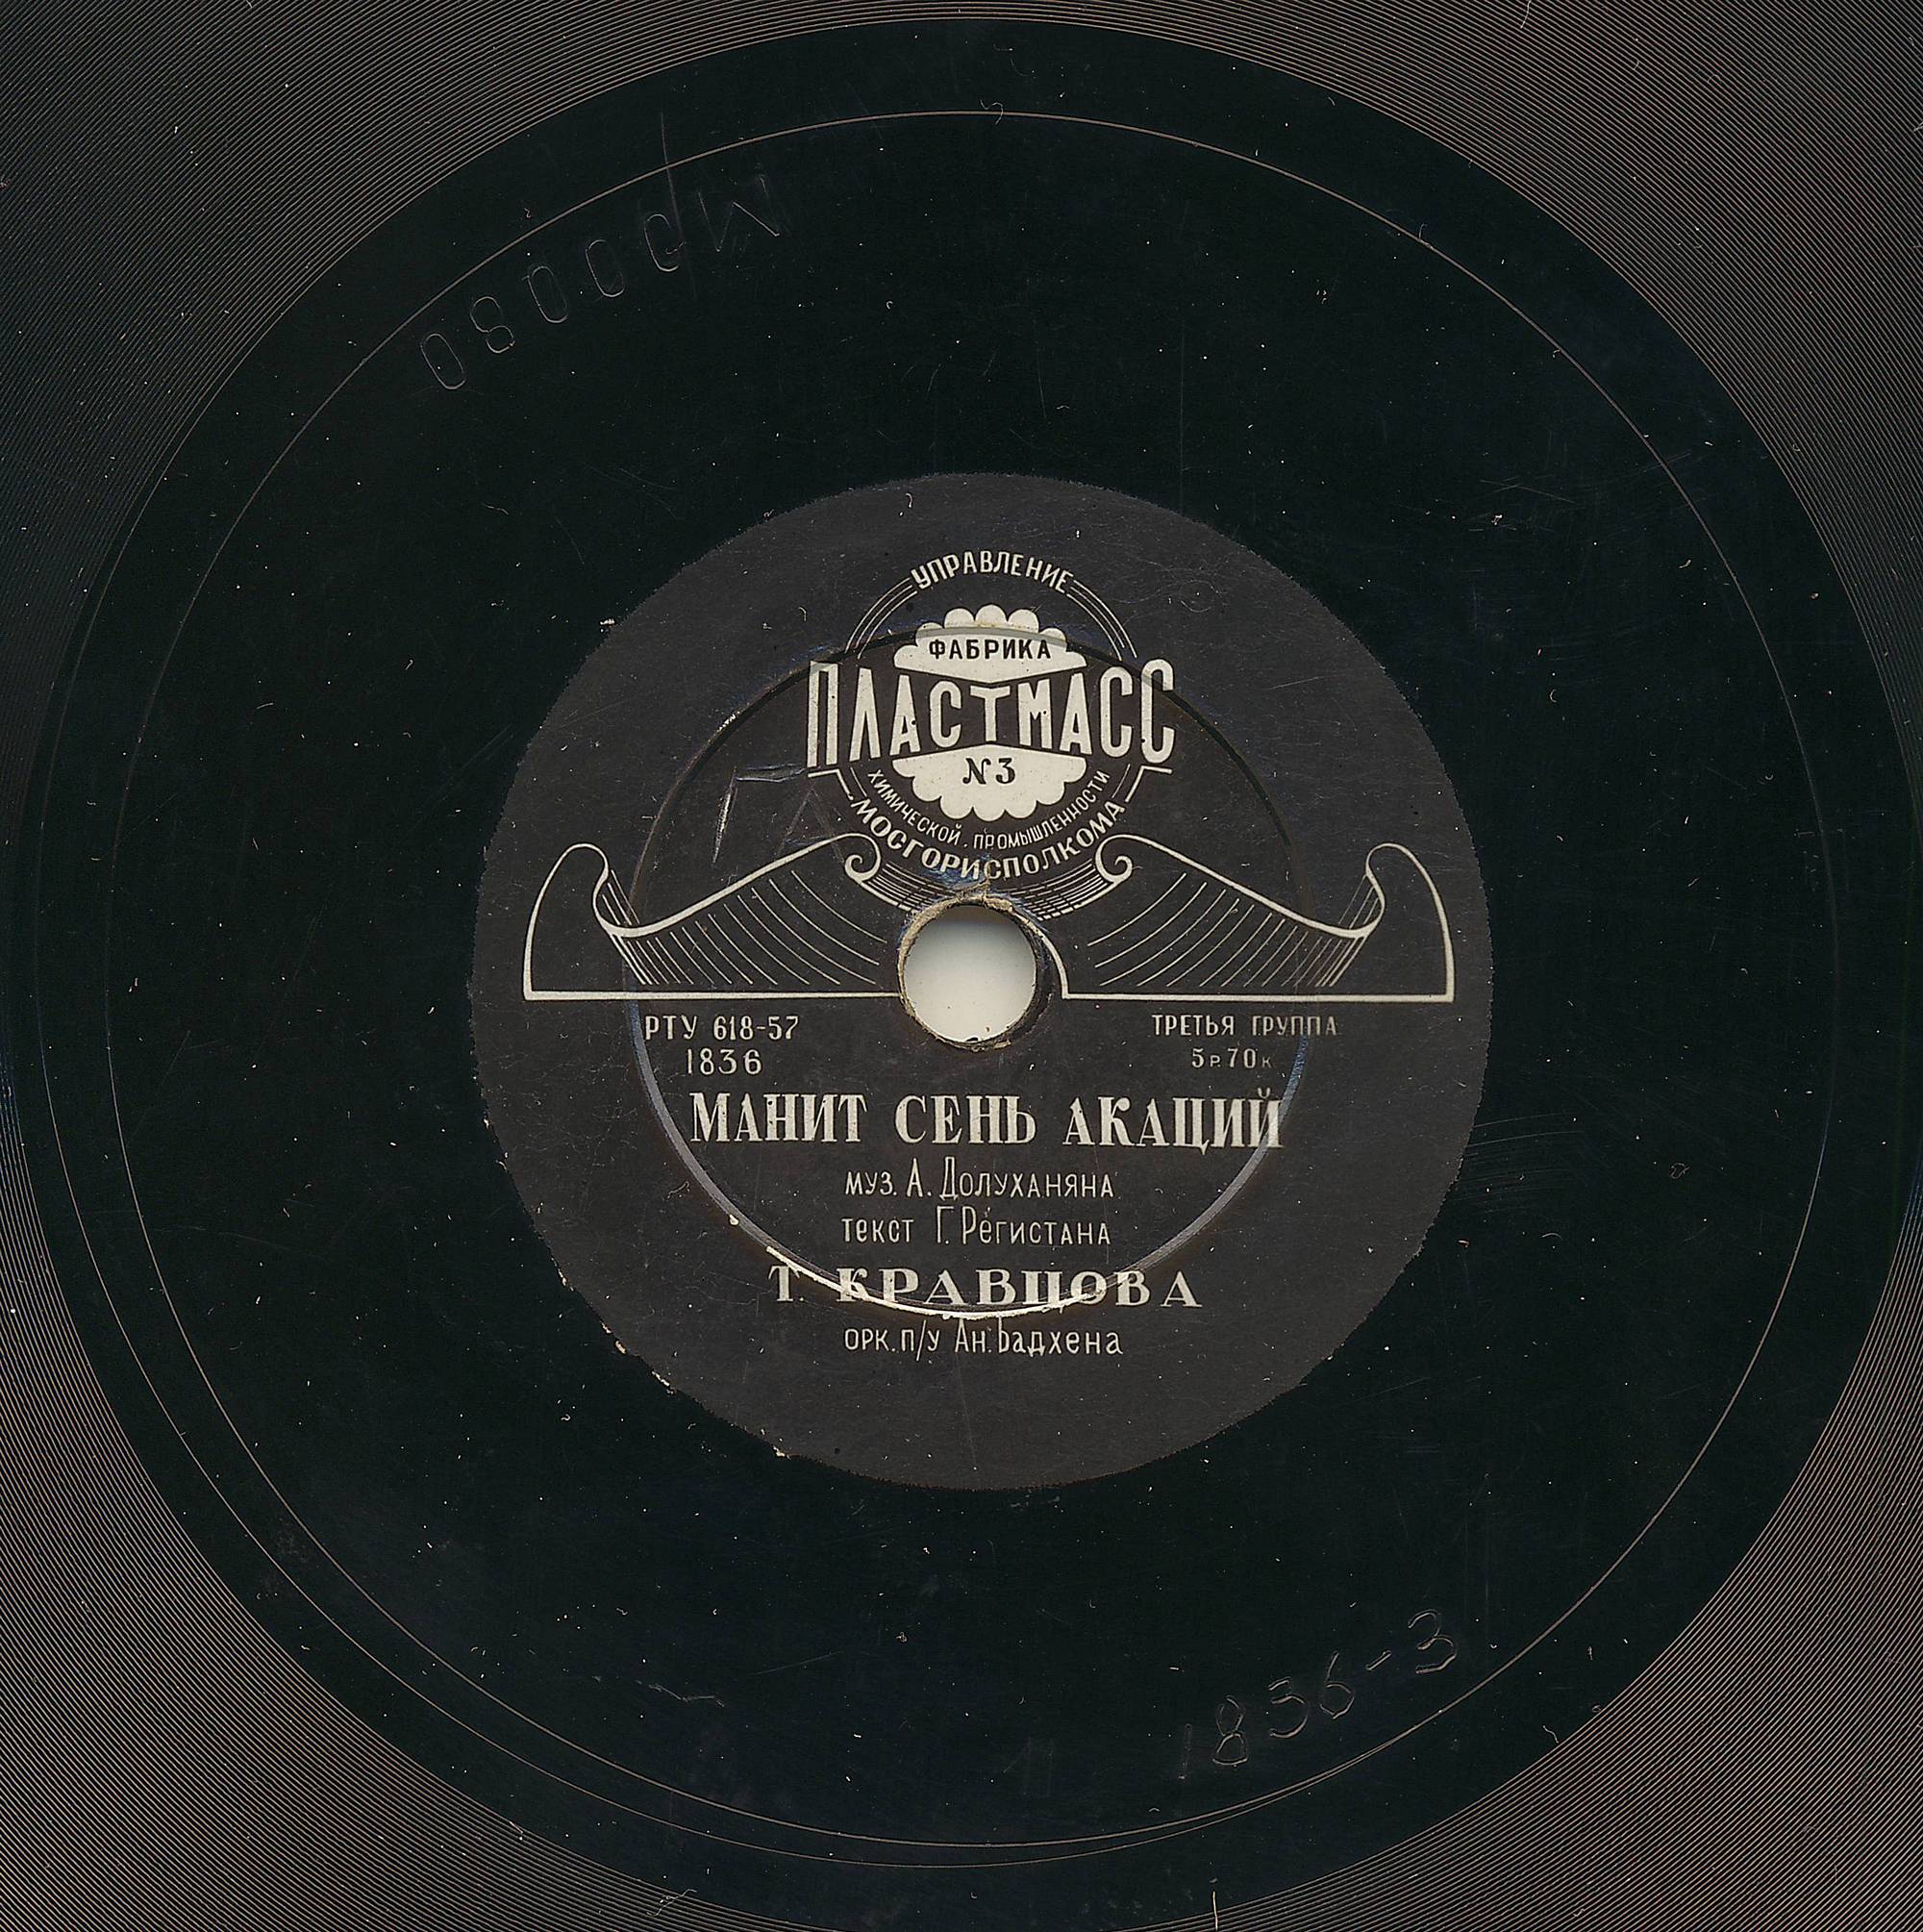 М00080
УПРАВЛЕНИЕ
ФАБРИКА
ПЛАСТМАСС
№3
ХИМИЧЕСКОЙ ПРОМЫШЛЕННОСТИ
МОСГОРИСПОЛКОМА
РТУ 618-57
1836
ТРЕТЬЯ ГРУППА
5р.70к
МАНИТ СЕНЬ АКАЦИЙ
муз. А. Долуханяна
текст Г. Регистана
Т. КРАВЦОВА
орк. п/у Ан. Бадхена
1836-3